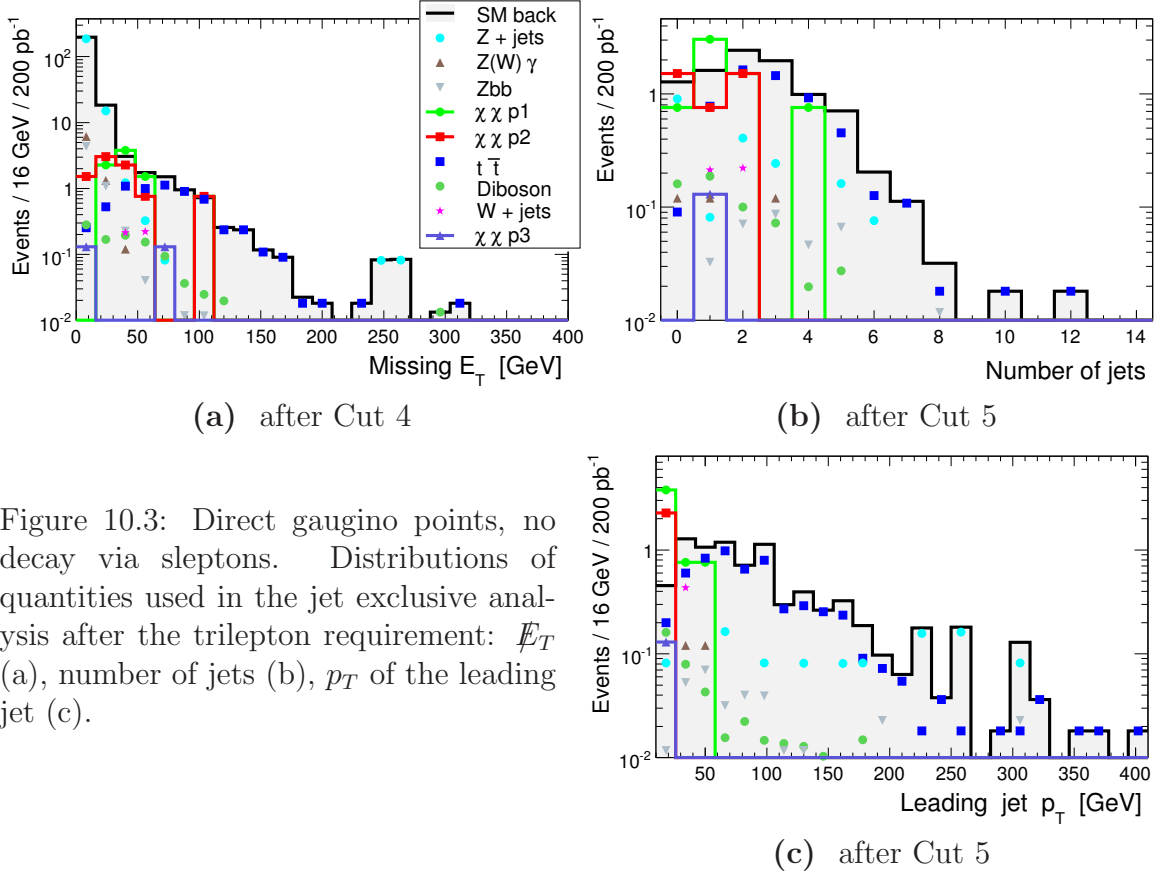 Events / 16 GeV / 200 pb⁻¹
10²
10
1
10⁻¹
10⁻²
0 50 100 150 200 250 300 350 400
Missing E_T [GeV]
SM back
Z + jets
Z(W) γ
Zbb
χ χ p1
χ χ p2
t t̅
Diboson
W + jets
χ χ p3
(a) after Cut 4
Events / 200 pb⁻¹
1
10⁻¹
10⁻²
0 2 4 6 8 10 12 14
Number of jets
(b) after Cut 5
Figure 10.3: Direct gaugino points, no
decay via sleptons. Distributions of
quantities used in the jet exclusive anal-
ysis after the trilepton requirement: E̸_T
(a), number of jets (b), p_T of the leading
jet (c).
Events / 16 GeV / 200 pb⁻¹
10
1
10⁻¹
10⁻²
50 100 150 200 250 300 350 400
Leading jet p_T [GeV]
(c) after Cut 5